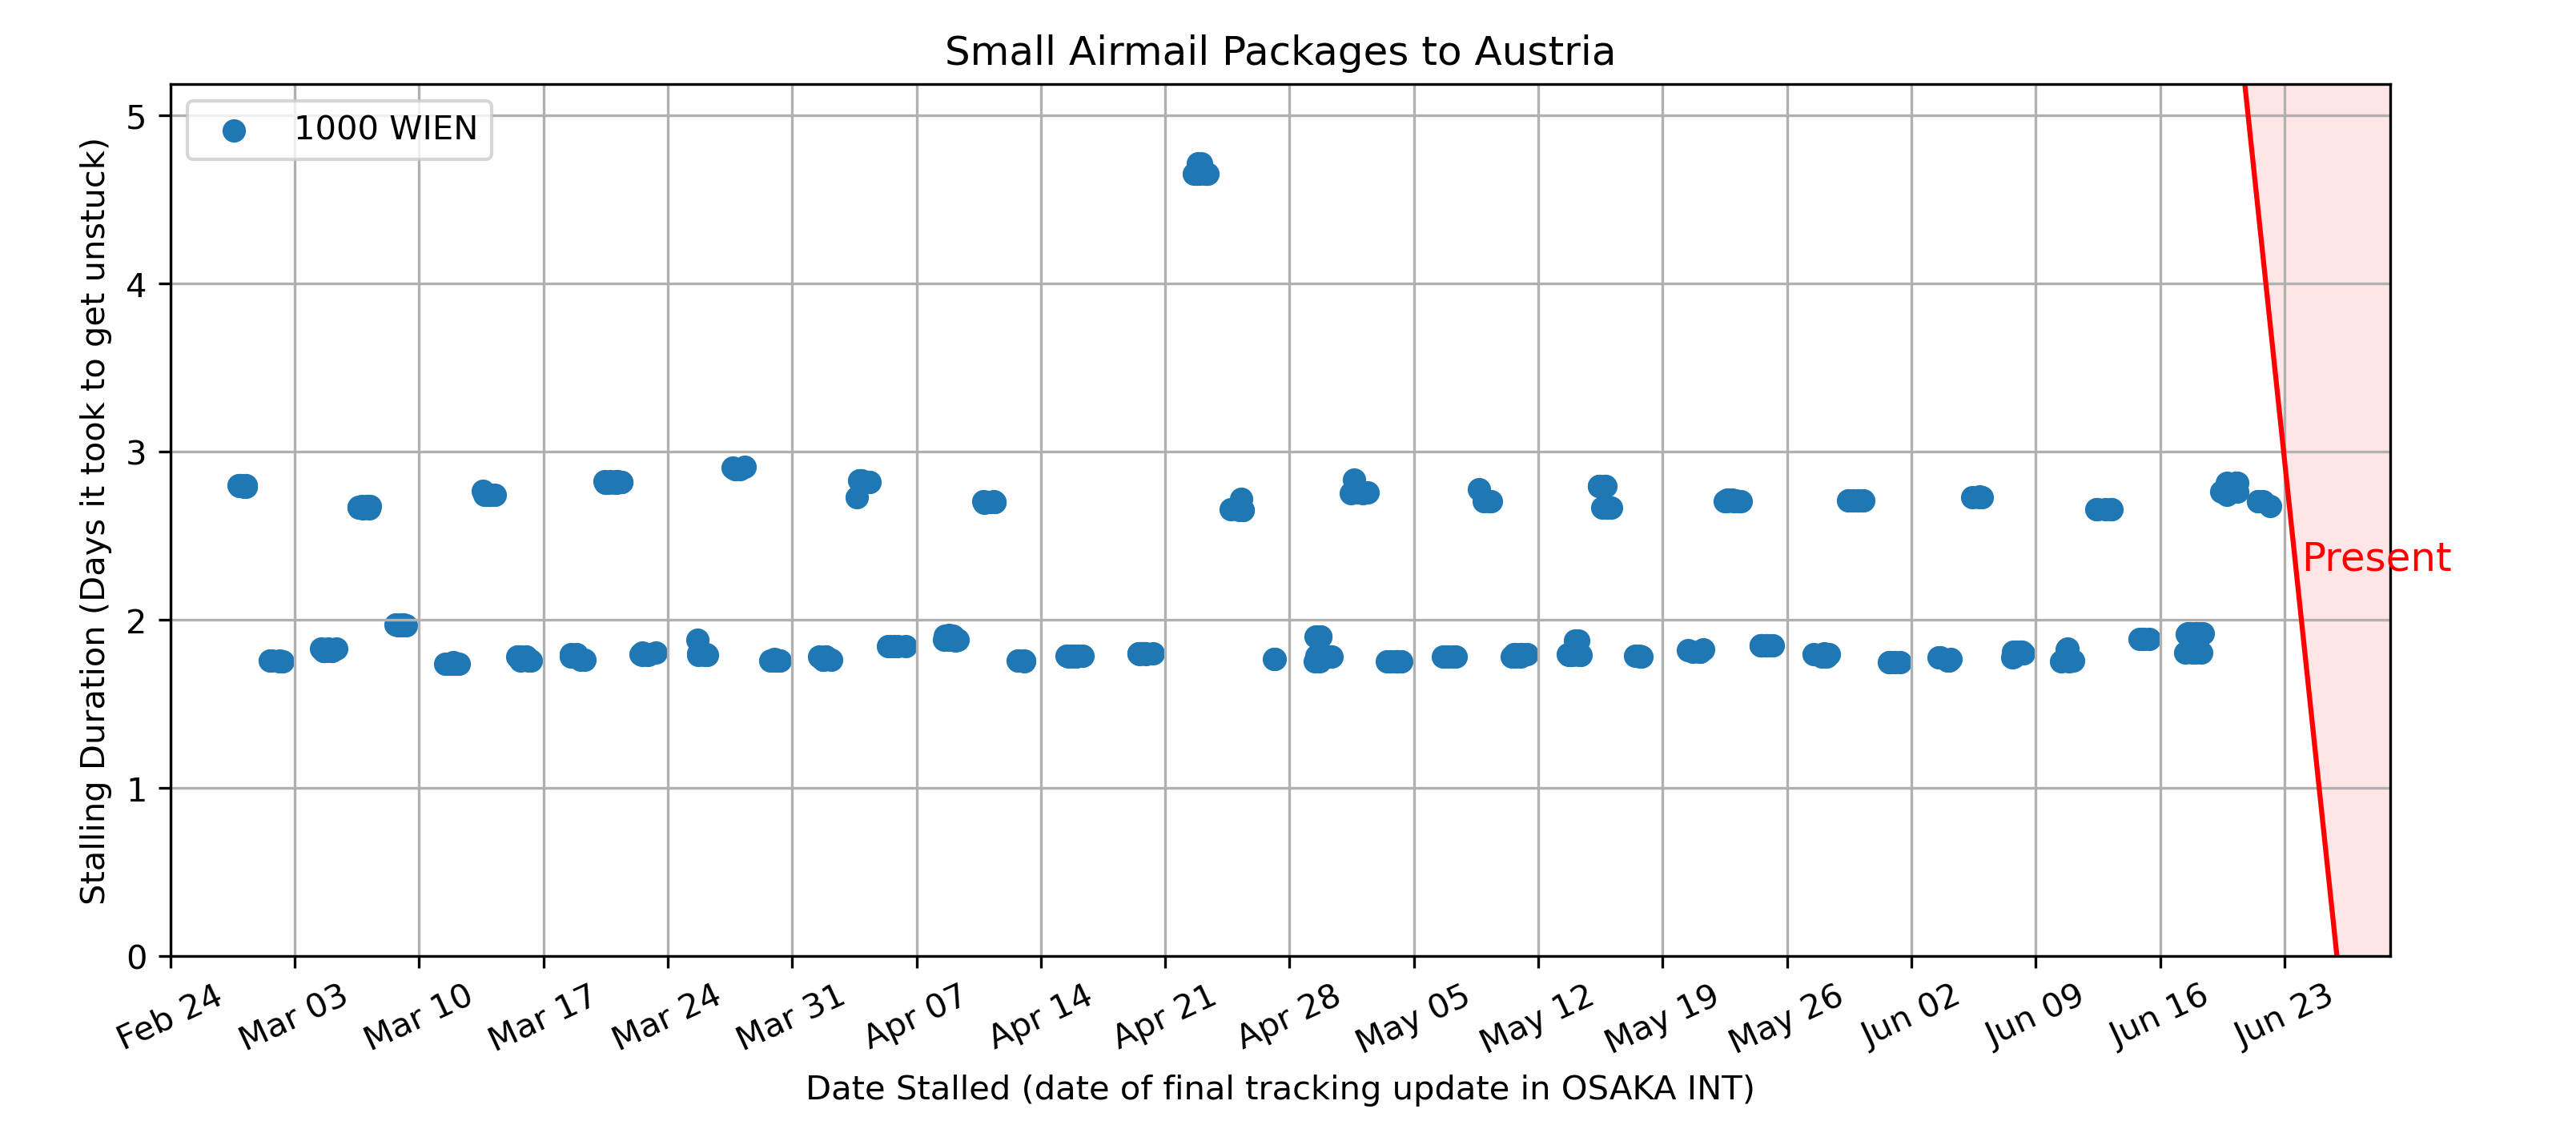 Small Airmail Packages to Austria
1000 WIEN
Stalling Duration (Days it took to get unstuck)
5
4
3
2
1
0
Present
Feb 24
Mar 03
Mar 10
Mar 17
Mar 24
Mar 31
Apr 07
Apr 14
Apr 21
Apr 28
May 05
May 12
May 19
May 26
Jun 02
Jun 09
Jun 16
Jun 23
Date Stalled (date of final tracking update in OSAKA INT)